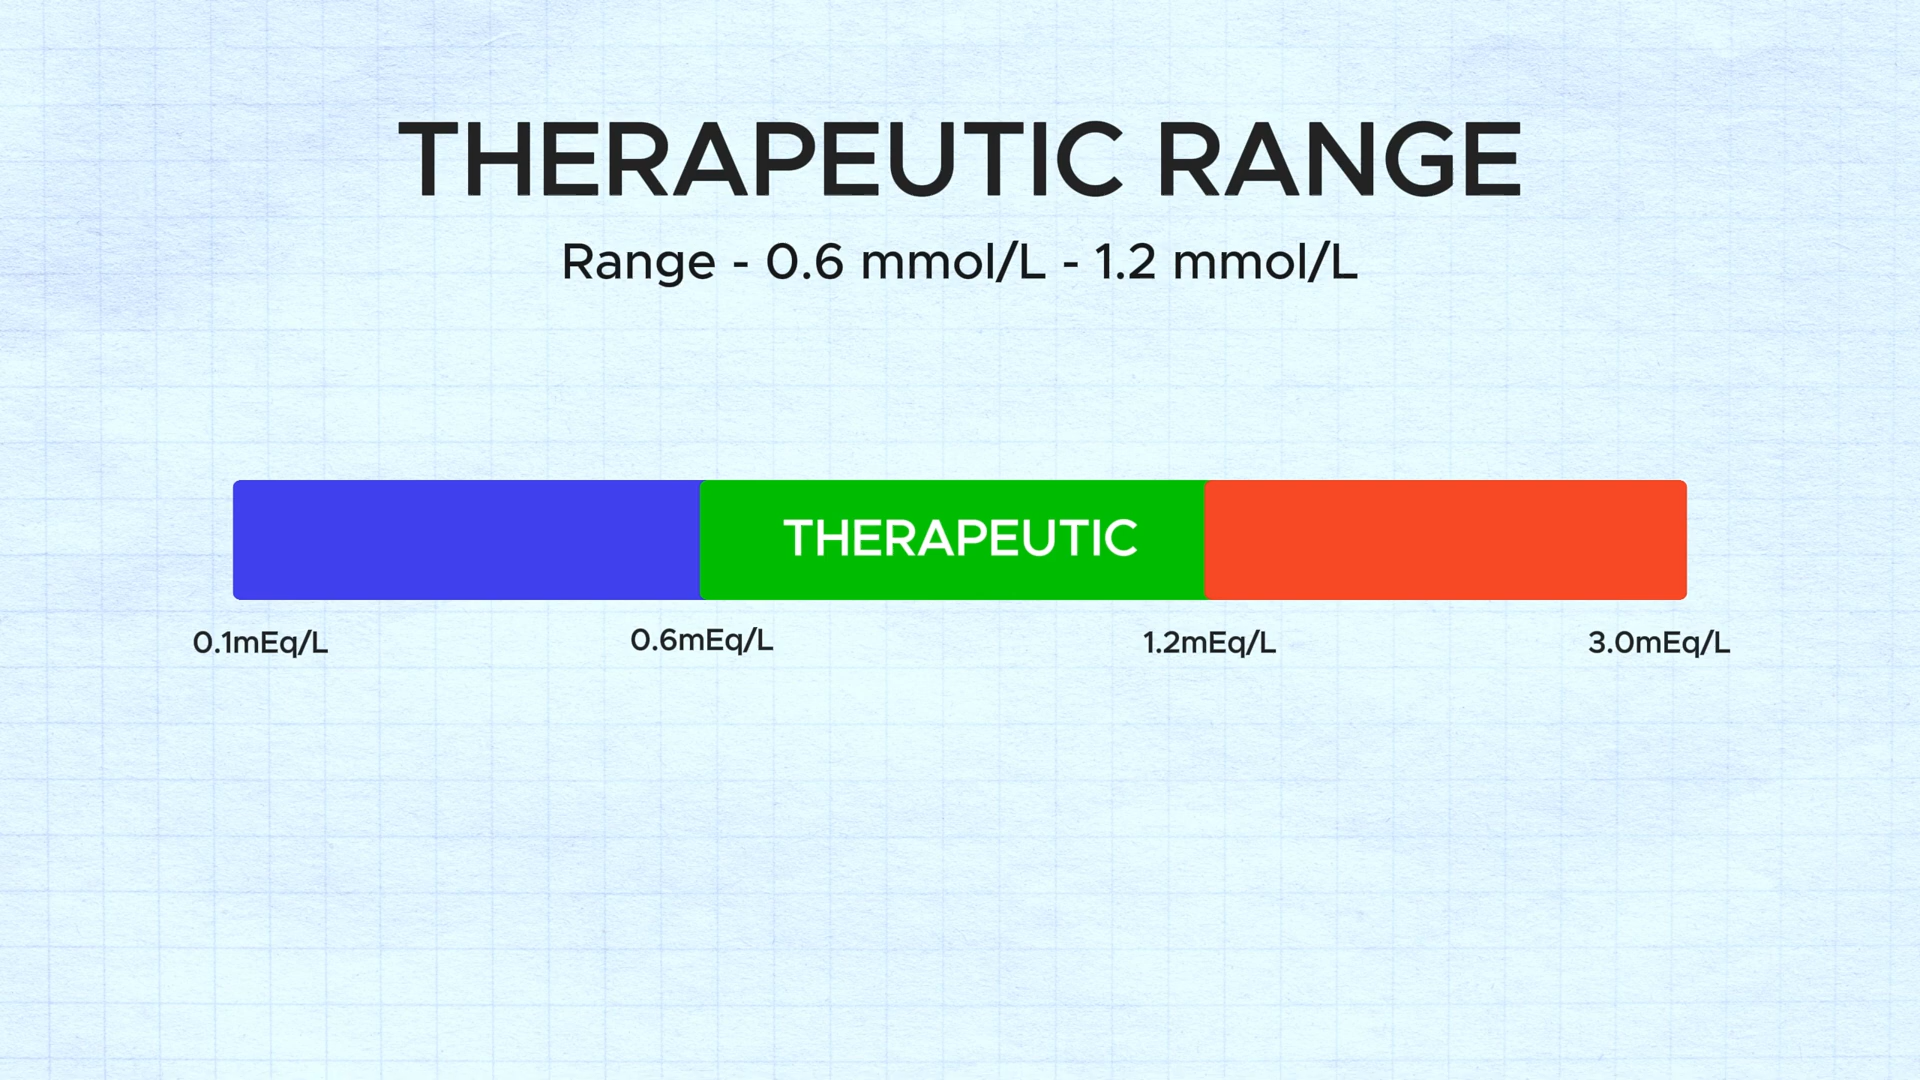 THERAPEUTIC RANGE
Range - 0.6 mmol/L - 1.2 mmol/L
THERAPEUTIC
0.1mEq/L
0.6mEq/L
1.2mEq/L
3.0mEq/L